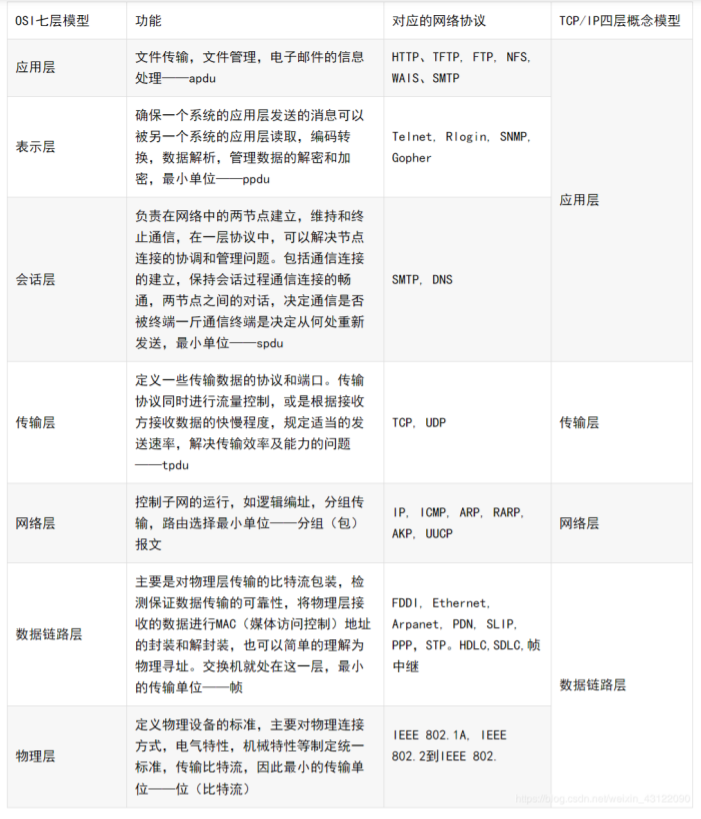 OSI七层模型
功能
对应的网络协议
TCP/IP四层概念模型
应用层
文件传输，文件管理，电子邮件的信息
处理——apdu
HTTP、TFTP, FTP, NFS,
WAIS、SMTP
应用层
表示层
确保一个系统的应用层发送的消息可以
被另一个系统的应用层读取，编码转
换，数据解析，管理数据的解密和加
密，最小单位——ppdu
Telnet, Rlogin, SNMP,
Gopher
会话层
负责在网络中的两节点建立，维持和终
止通信，在一层协议中，可以解决节点
连接的协调和管理问题。包括通信连接
的建立，保持会话过程通信连接的畅
通，两节点之间的对话，决定通信是否
被终端一斤通信终端是决定从何处重新
发送，最小单位——spdu
SMTP, DNS
传输层
定义一些传输数据的协议和端口。传输
协议同时进行流量控制，或是根据接收
方接收数据的快慢程度，规定适当的发
送速率，解决传输效率及能力的问题
——tpdu
TCP, UDP
传输层
网络层
控制子网的运行，如逻辑编址，分组传
输，路由选择最小单位——分组（包）
报文
IP, ICMP, ARP, RARP,
AKP, UUCP
网络层
数据链路层
主要是对物理层传输的比特流包装，检
测保证数据传输的可靠性，将物理层接
收的数据进行MAC（媒体访问控制）地址
的封装和解封装，也可以简单的理解为
物理寻址。交换机就处在这一层，最小
的传输单位——帧
FDDI, Ethernet,
Arpanet, PDN, SLIP,
PPP，STP。HDLC,SDLC,帧
中继
数据链路层
物理层
定义物理设备的标准，主要对物理连接
方式，电气特性，机械特性等制定统一
标准，传输比特流，因此最小的传输单
位——位（比特流）
IEEE 802.1A, IEEE
802.2到IEEE 802.
https://blog.csdn.net/weixin_43122090